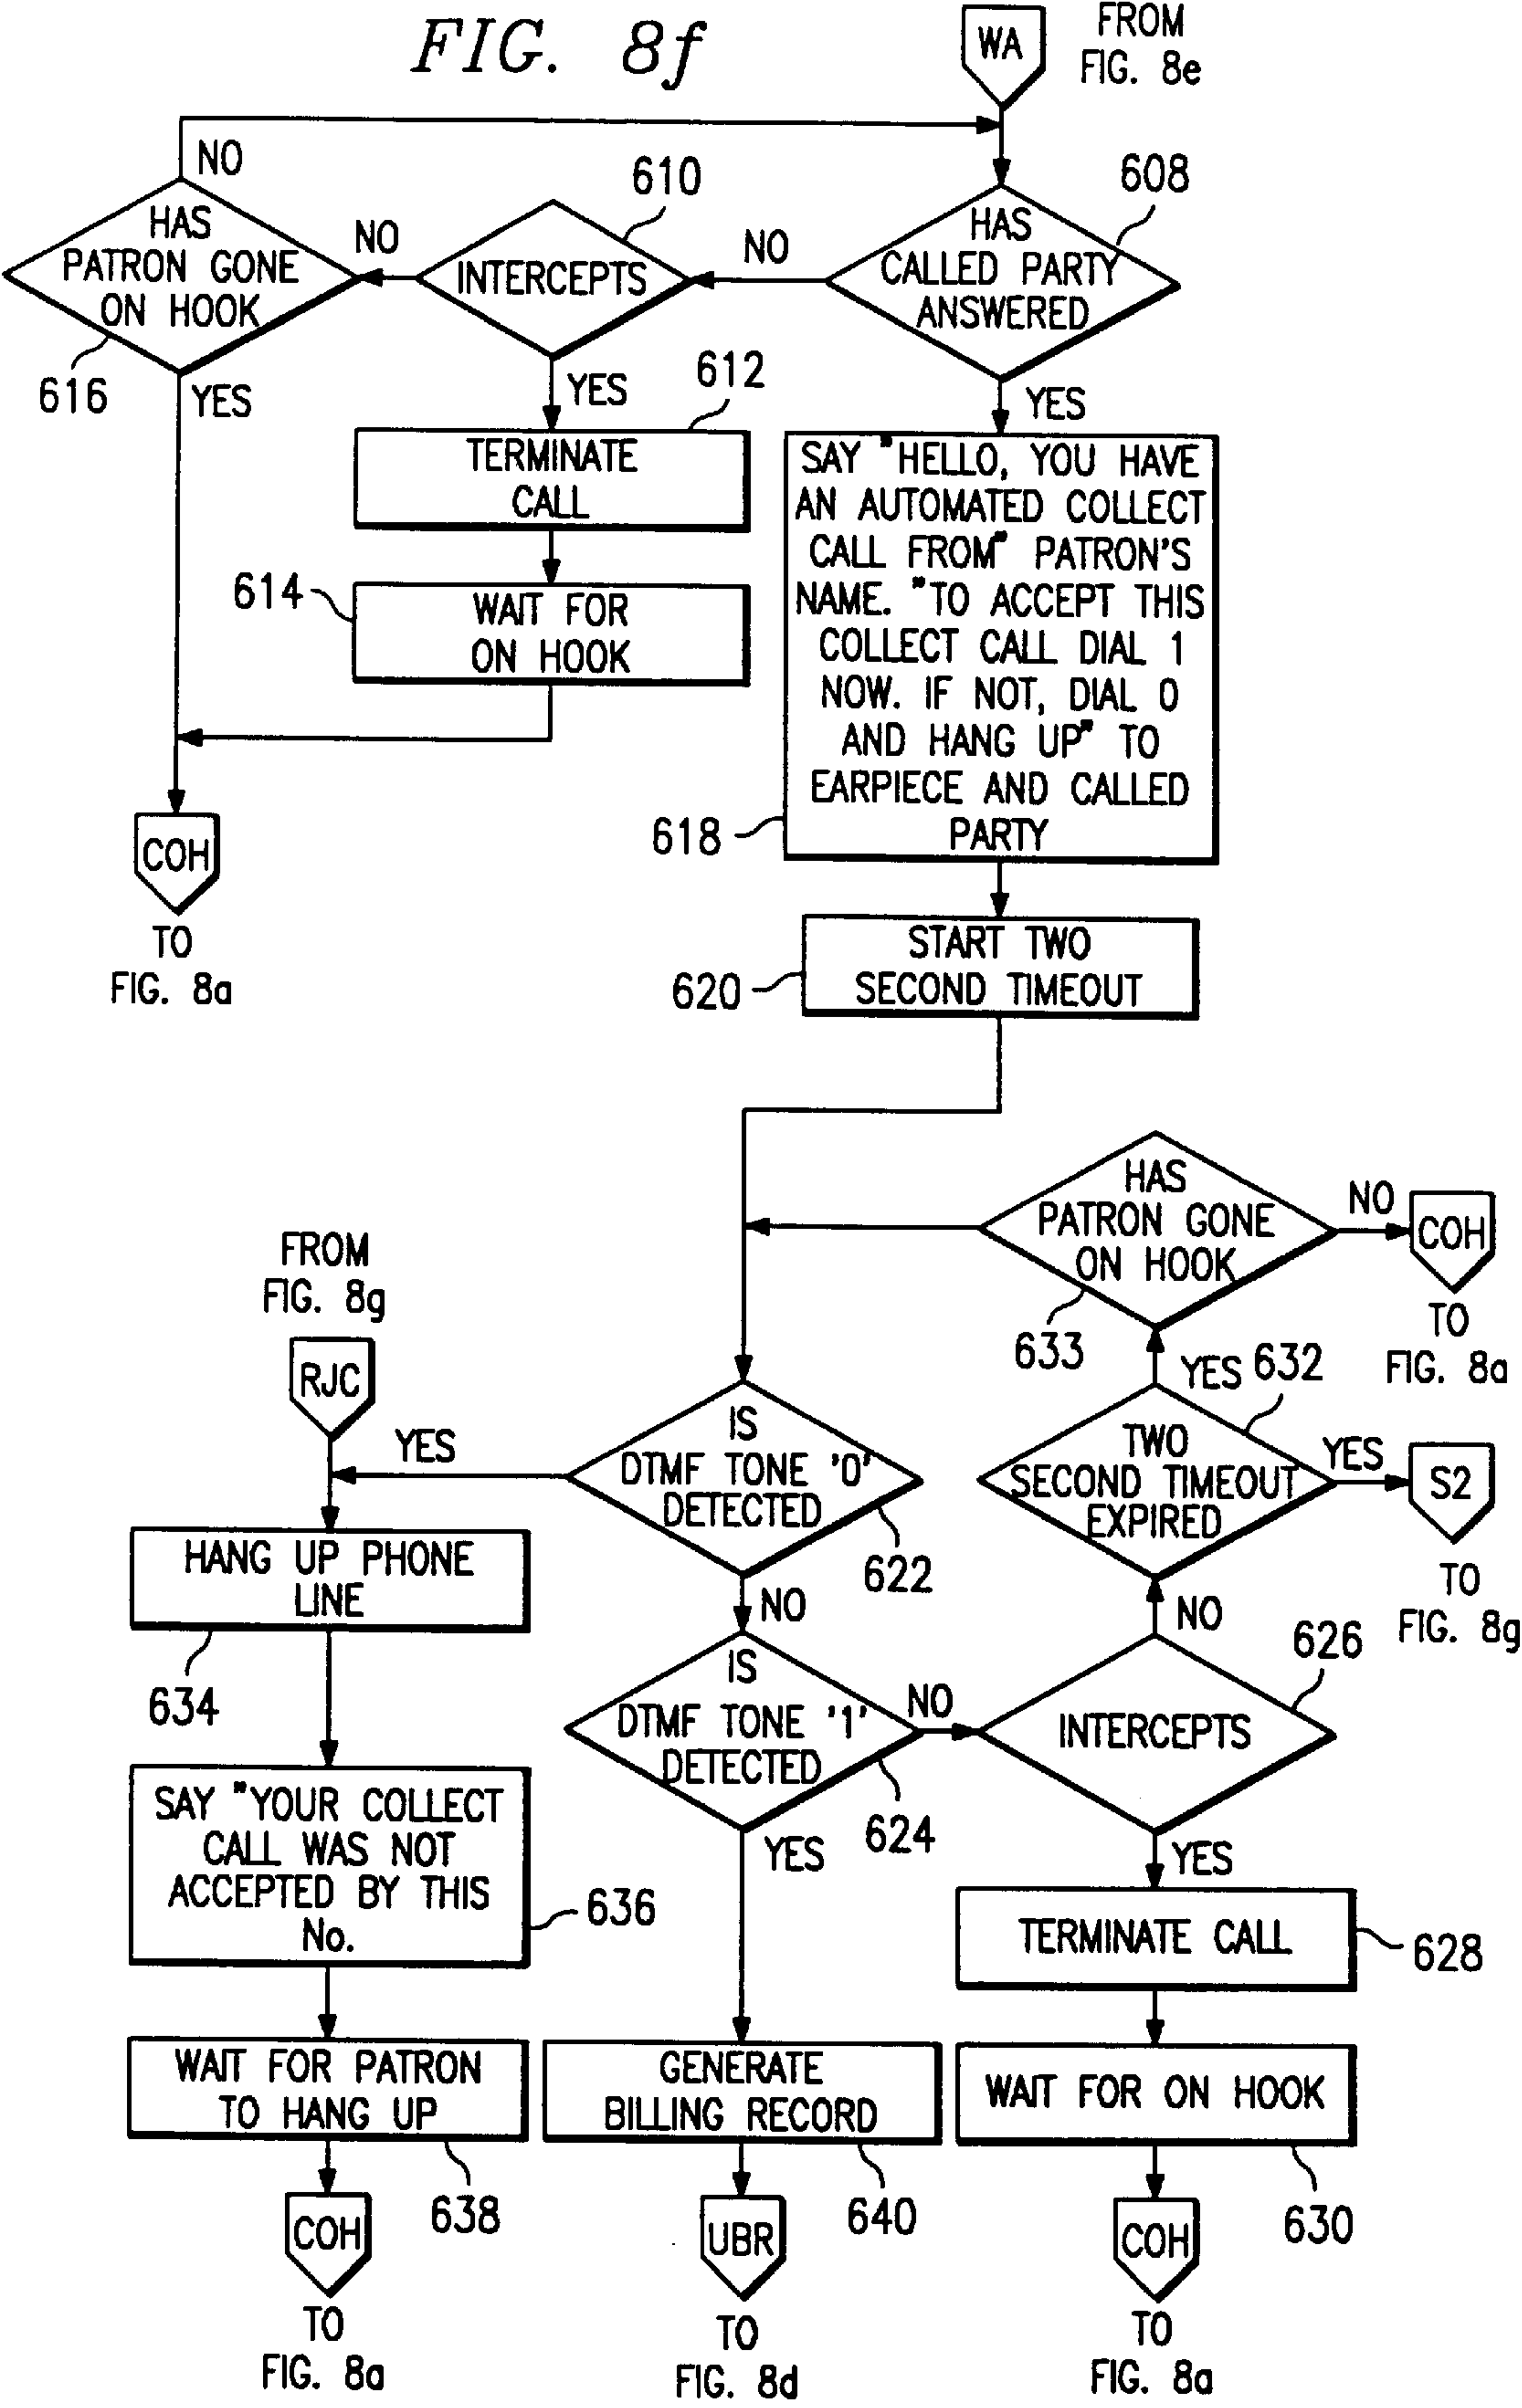 FIG. 8f
WA
FROM
FIG. 8e
NO
HAS
PATRON GONE
ON HOOK
616
YES
NO
610
INTERCEPTS
NO
608
HAS
CALLED PARTY
ANSWERED
YES
612
YES
TERMINATE
CALL
614
WAIT FOR
ON HOOK
COH
TO
FIG. 8a
SAY "HELLO, YOU HAVE
AN AUTOMATED COLLECT
CALL FROM" PATRON'S
NAME. "TO ACCEPT THIS
COLLECT CALL DIAL 1
NOW. IF NOT, DIAL 0
AND HANG UP" TO
EARPIECE AND CALLED
PARTY
618
START TWO
SECOND TIMEOUT
620
HAS
PATRON GONE
ON HOOK
633
NO
COH
TO
FIG. 8a
FROM
FIG. 8g
RJC
YES
IS
DTMF TONE '0'
DETECTED
622
NO
YES
632
TWO
SECOND TIMEOUT
EXPIRED
YES
S2
TO
FIG. 8g
HANG UP PHONE
LINE
634
IS
DTMF TONE '1'
DETECTED
624
NO
YES
NO
626
INTERCEPTS
YES
SAY "YOUR COLLECT
CALL WAS NOT
ACCEPTED BY THIS
No.
636
TERMINATE CALL
628
WAIT FOR PATRON
TO HANG UP
638
GENERATE
BILLING RECORD
640
WAIT FOR ON HOOK
630
COH
TO
FIG. 8a
UBR
TO
FIG. 8d
COH
TO
FIG. 8a